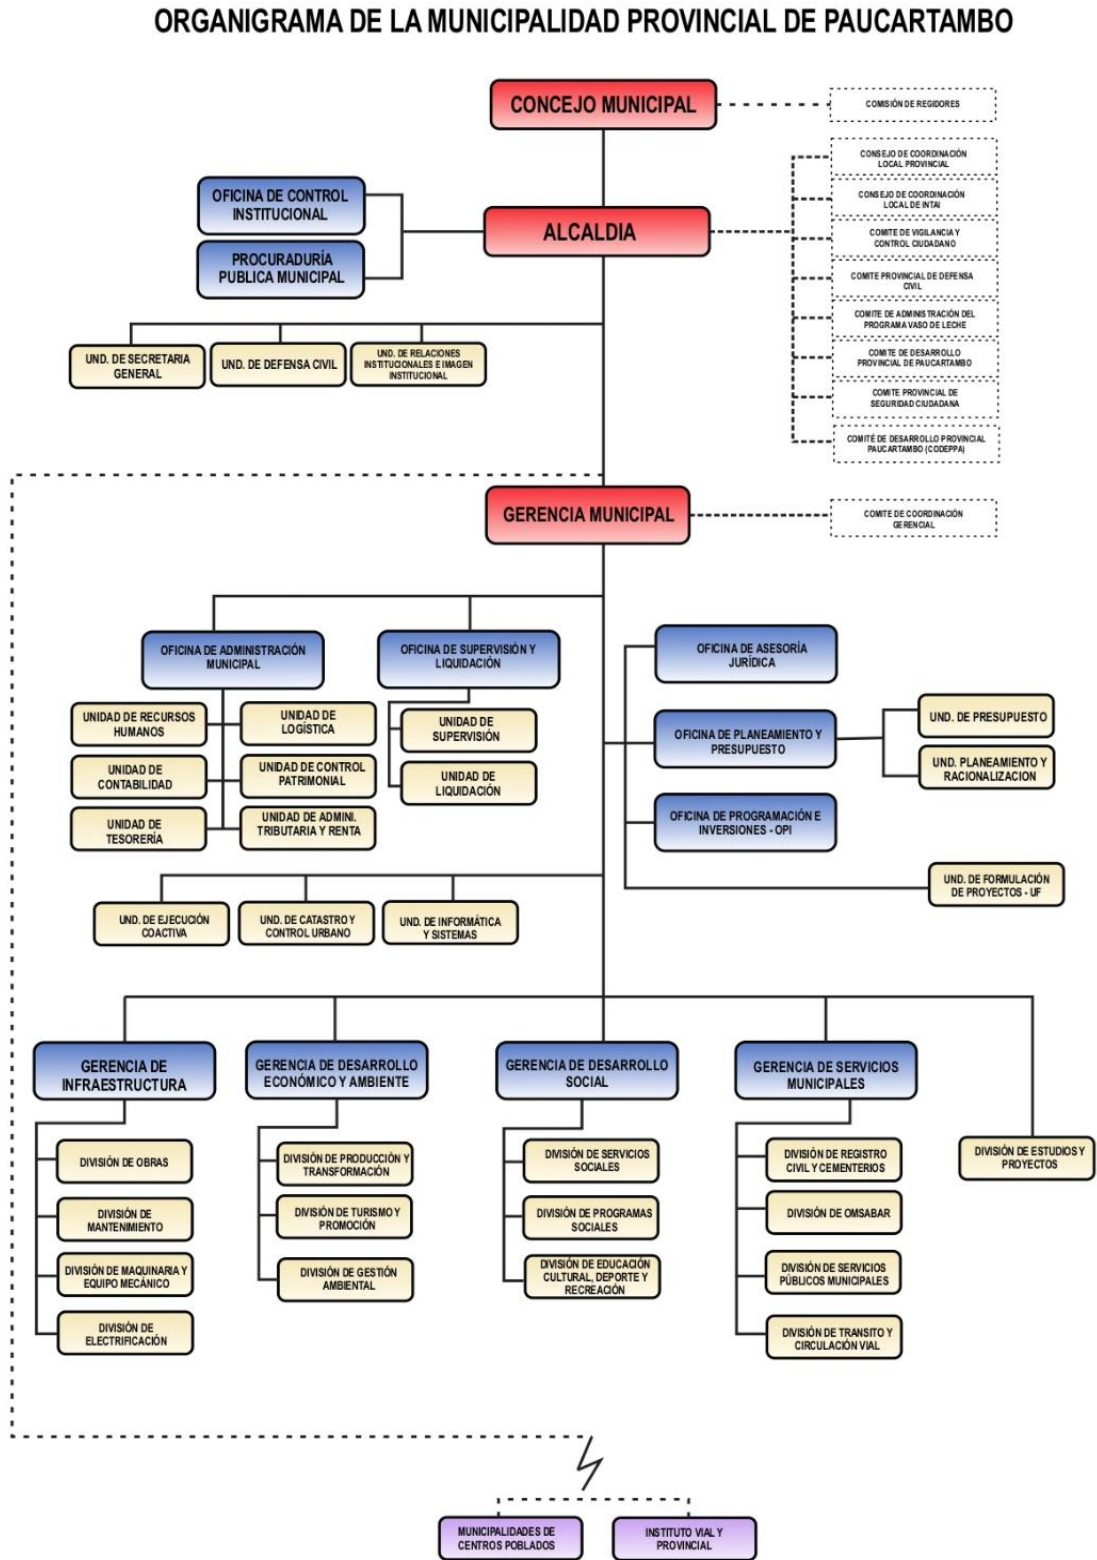 ORGANIGRAMA DE LA MUNICIPALIDAD PROVINCIAL DE PAUCARTAMBO
CONCEJO MUNICIPAL
COMISIÓN DE REGIDORES
CONSEJO DE COORDINACIÓN
LOCAL PROVINCIAL
CONSEJO DE COORDINACIÓN
LOCAL DE INTAI
COMITE DE VIGILANCIA Y
CONTROL CIUDADANO
COMITE PROVINCIAL DE DEFENSA
CIVIL
COMITE DE ADMINISTRACIÓN DEL
PROGRAMA VASO DE LECHE
COMITE DE DESARROLLO
PROVINCIAL DE PAUCARTAMBO
COMITE PROVINCIAL DE
SEGURIDAD CIUDADANA
COMITÉ DE DESARROLLO PROVINCIAL
PAUCARTAMBO (CODEPPA)
OFICINA DE CONTROL
INSTITUCIONAL
PROCURADURÍA
PUBLICA MUNICIPAL
ALCALDIA
UND. DE SECRETARIA
GENERAL
UND. DE DEFENSA CIVIL
UND. DE RELACIONES
INSTITUCIONALES E IMAGEN
INSTITUCIONAL
GERENCIA MUNICIPAL
COMITE DE COORDINACIÓN
GERENCIAL
OFICINA DE ADMINISTRACIÓN
MUNICIPAL
OFICINA DE SUPERVISIÓN Y
LIQUIDACIÓN
OFICINA DE ASESORÍA
JURÍDICA
UNIDAD DE RECURSOS
HUMANOS
UNIDAD DE
LOGÍSTICA
UNIDAD DE
SUPERVISIÓN
OFICINA DE PLANEAMIENTO Y
PRESUPUESTO
UND. DE PRESUPUESTO
UND. PLANEAMIENTO Y
RACIONALIZACION
UNIDAD DE
CONTABILIDAD
UNIDAD DE CONTROL
PATRIMONIAL
UNIDAD DE
LIQUIDACIÓN
UNIDAD DE
TESORERÍA
UNIDAD DE ADMINI.
TRIBUTARIA Y RENTA
OFICINA DE PROGRAMACIÓN E
INVERSIONES - OPI
UND. DE FORMULACIÓN
DE PROYECTOS - UF
UND. DE EJECUCIÓN
COACTIVA
UND. DE CATASTRO Y
CONTROL URBANO
UND. DE INFORMÁTICA
Y SISTEMAS
GERENCIA DE
INFRAESTRUCTURA
GERENCIA DE DESARROLLO
ECONÓMICO Y AMBIENTE
GERENCIA DE DESARROLLO
SOCIAL
GERENCIA DE SERVICIOS
MUNICIPALES
DIVISIÓN DE OBRAS
DIVISIÓN DE
MANTENIMIENTO
DIVISIÓN DE MAQUINARIA Y
EQUIPO MECÁNICO
DIVISIÓN DE
ELECTRIFICACIÓN
DIVISIÓN DE PRODUCCIÓN Y
TRANSFORMACIÓN
DIVISIÓN DE TURISMO Y
PROMOCIÓN
DIVISIÓN DE GESTIÓN
AMBIENTAL
DIVISIÓN DE SERVICIOS
SOCIALES
DIVISIÓN DE PROGRAMAS
SOCIALES
DIVISIÓN DE EDUCACIÓN
CULTURAL, DEPORTE Y
RECREACIÓN
DIVISIÓN DE REGISTRO
CIVIL Y CEMENTERIOS
DIVISIÓN DE OMSABAR
DIVISIÓN DE SERVICIOS
PÚBLICOS MUNICIPALES
DIVISIÓN DE TRANSITO Y
CIRCULACIÓN VIAL
DIVISIÓN DE ESTUDIOS Y
PROYECTOS
MUNICIPALIDADES DE
CENTROS POBLADOS
INSTITUTO VIAL Y
PROVINCIAL